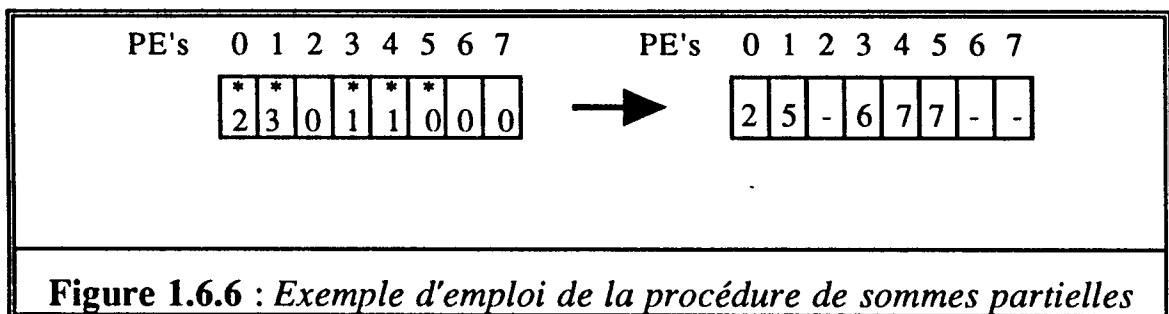 PE's 0 1 2 3 4 5 6 7 PE's 0 1 2 3 4 5 6 7
* * * * *
2 3 0 1 1 0 0 0 2 5 - 6 7 7 - -
Figure 1.6.6 : Exemple d'emploi de la procédure de sommes partielles